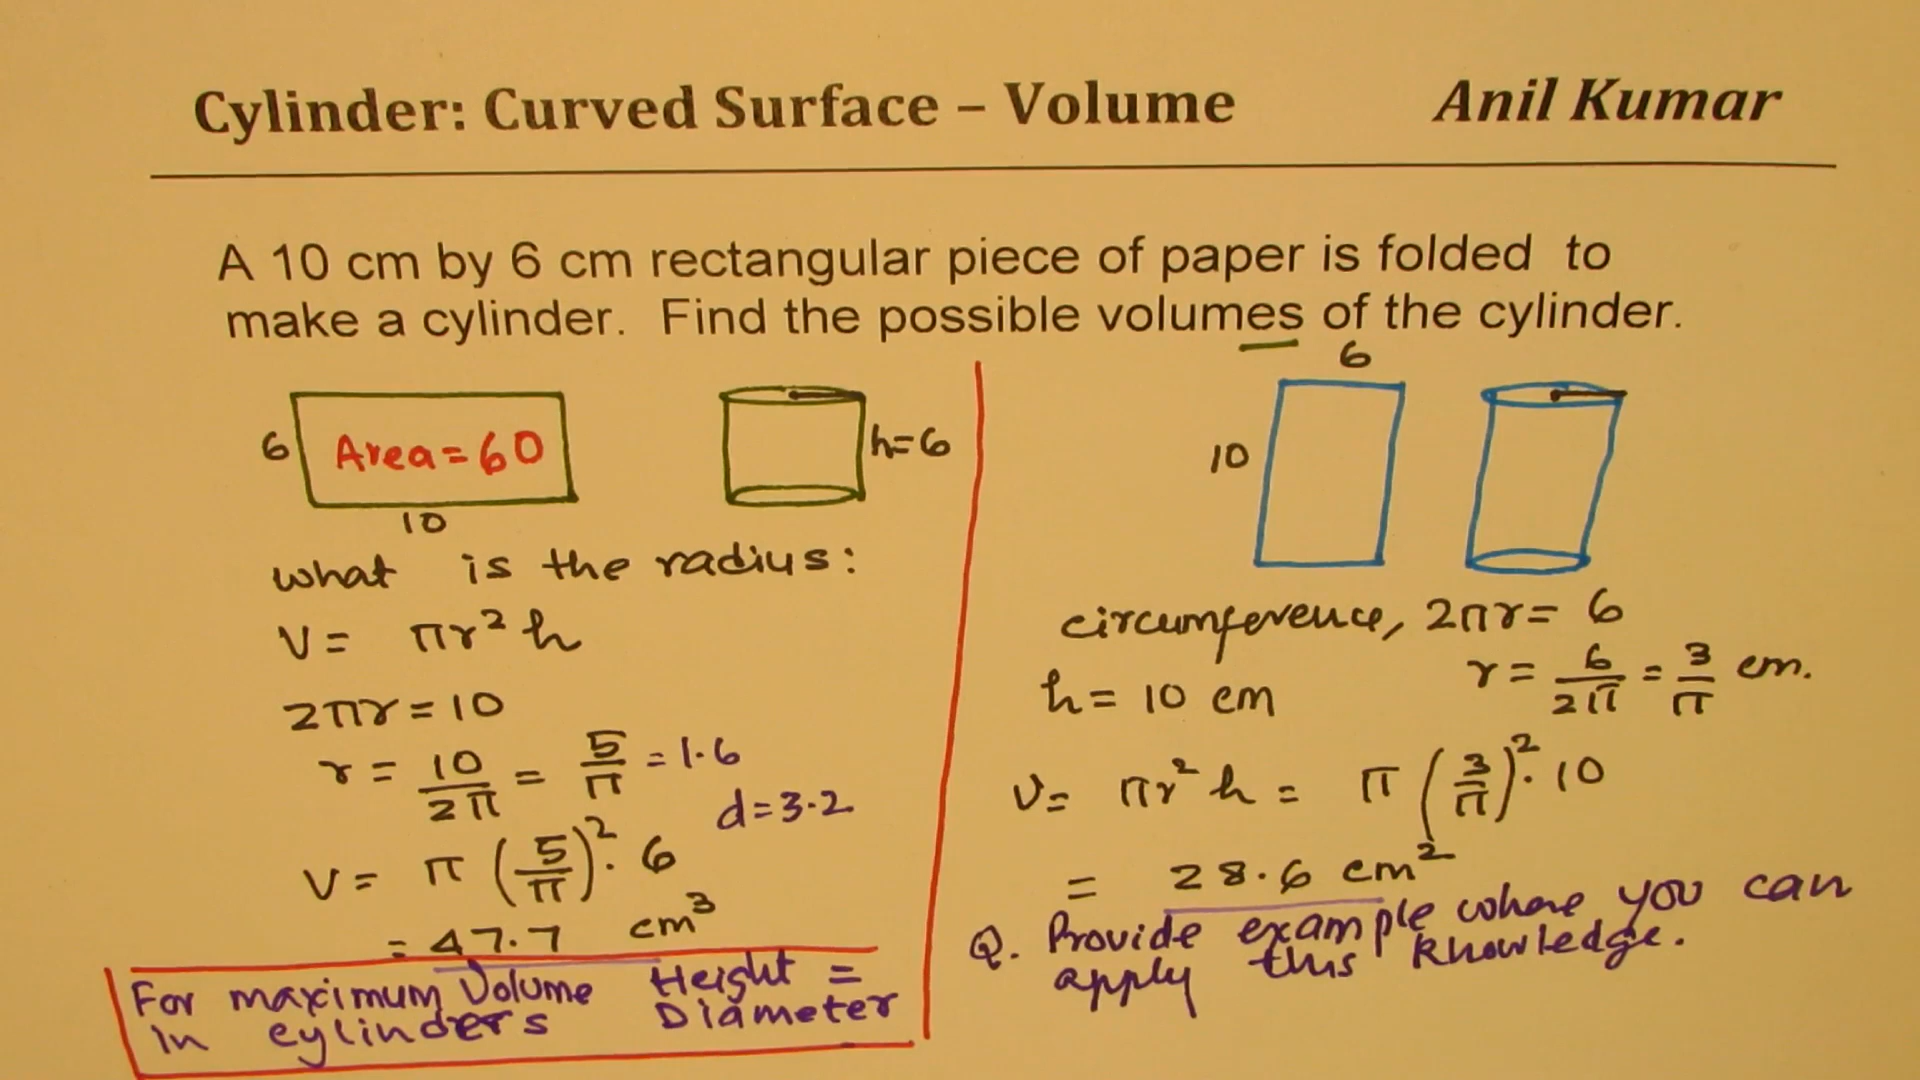 Cylinder: Curved Surface – Volume Anil Kumar
A 10 cm by 6 cm rectangular piece of paper is folded to
make a cylinder. Find the possible volumes of the cylinder.
6
Area = 60
10
h=6
what is the radius:
V = πr² h
2πr = 10
r = 10/2π = 5/π = 1.6
d = 3.2
V = π (5/π)² · 6
= 47.7 cm³
For maximum Volume Height =
in cylinders Diameter
6
10
circumference, 2πr = 6
h = 10 cm
r = 6/2π = 3/π cm.
V = πr² h = π (3/π)² · 10
= 28.6 cm²
Q. Provide example where you can
apply this knowledge.